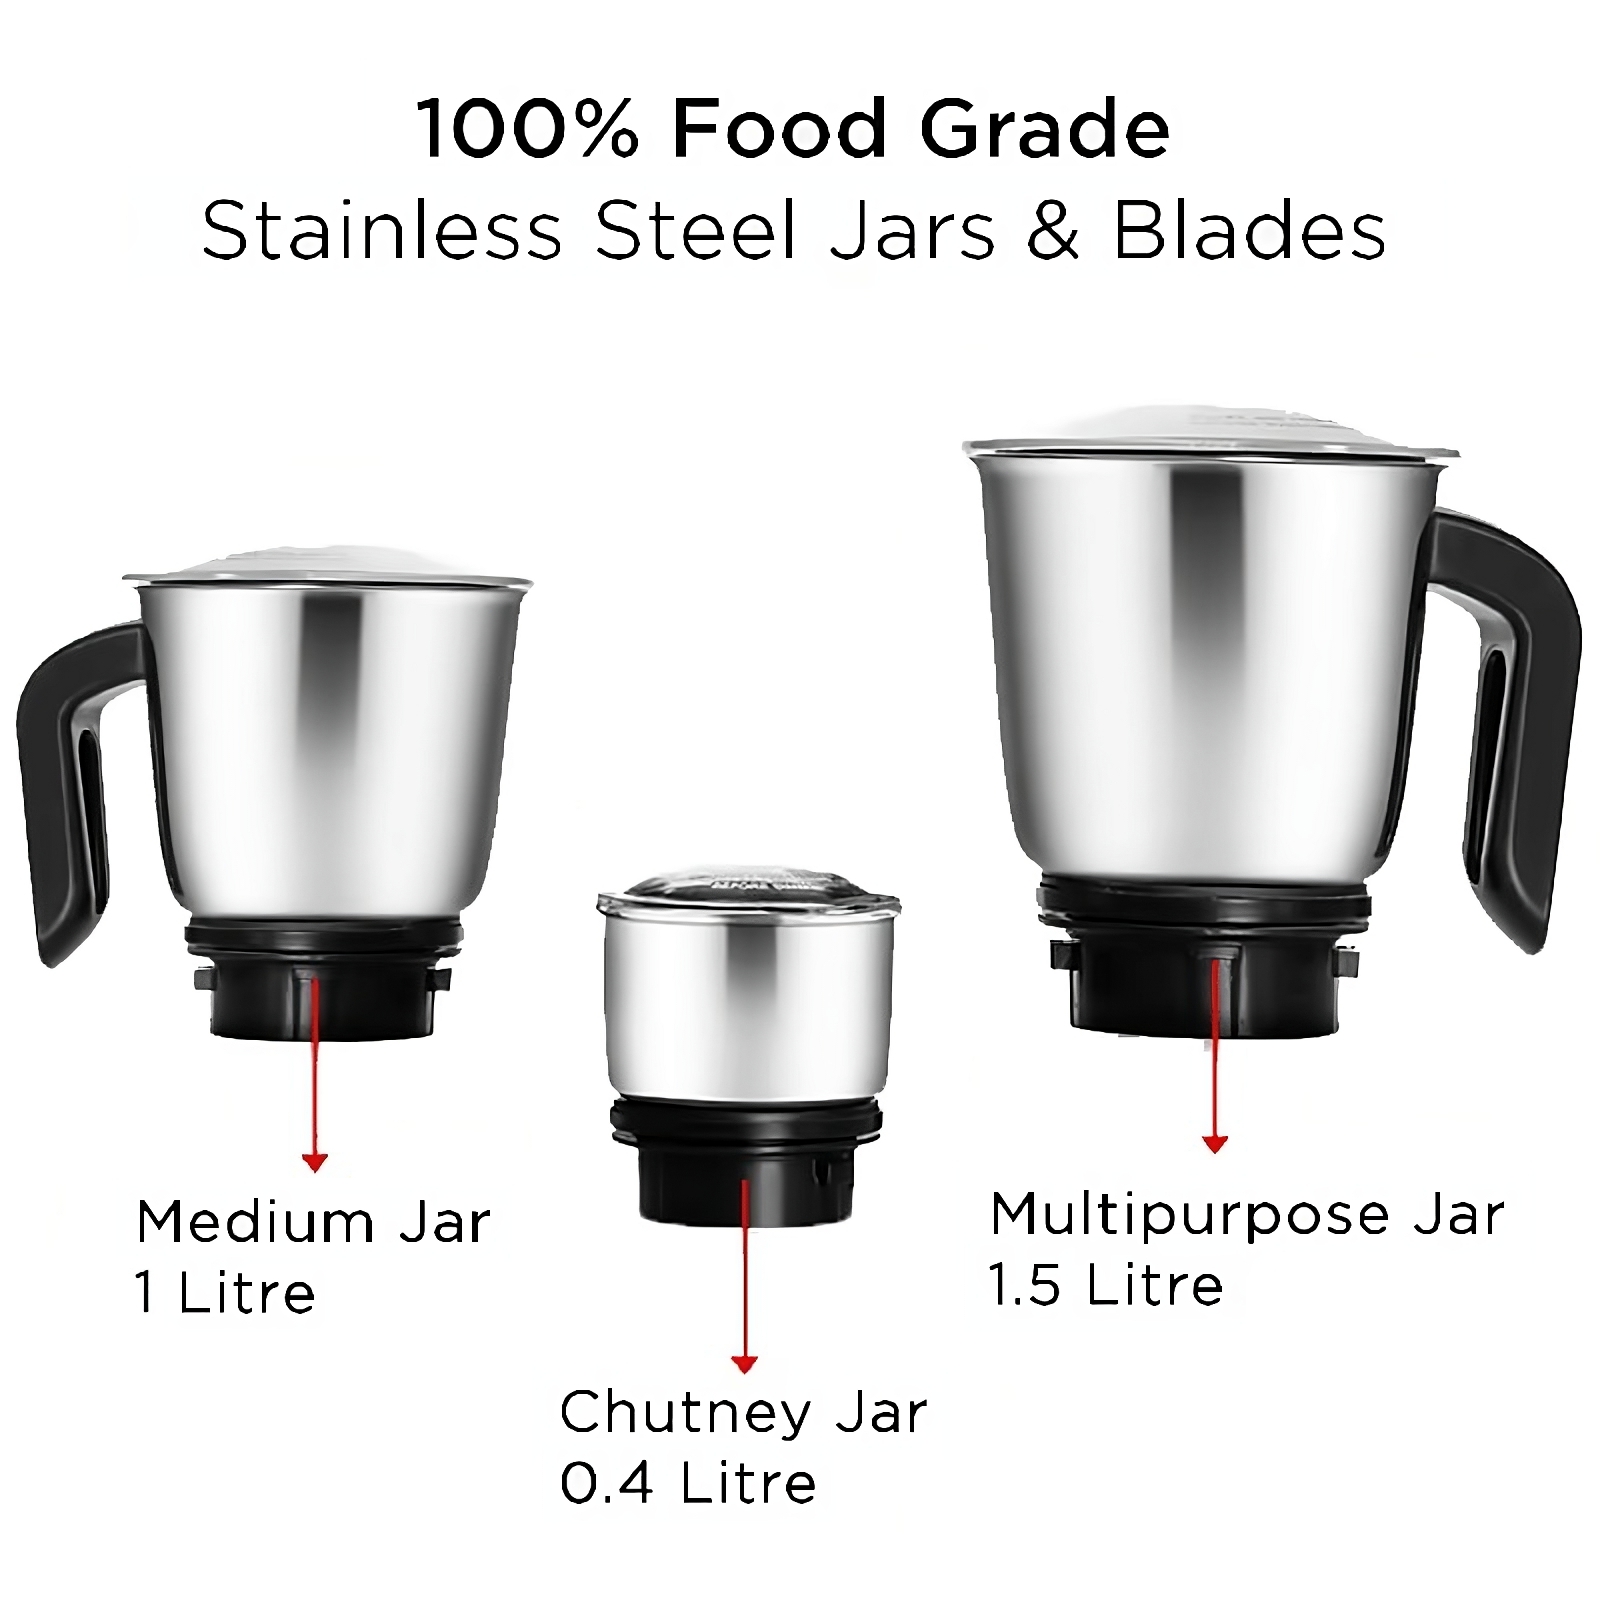 100% Food Grade
Stainless Steel Jars & Blades
Medium Jar
1 Litre
Multipurpose Jar
1.5 Litre
Chutney Jar
0.4 Litre